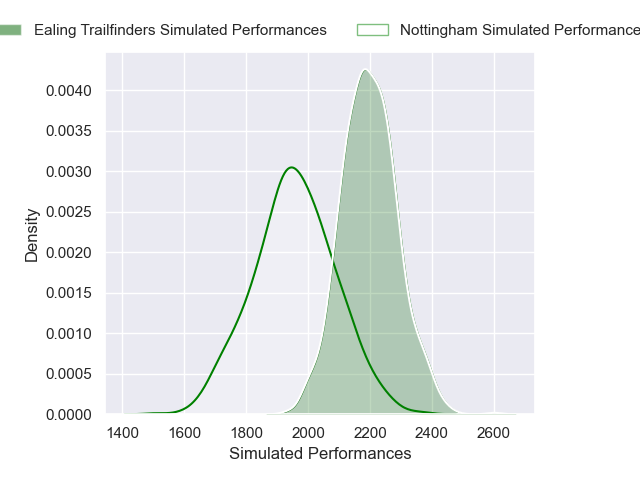 Ealing Trailfinders Simulated Performances
Nottingham Simulated Performance
0.0040
0.0035
0.0030
0.0025
0.0020
0.0015
0.0010
0.0005
0.0000
Density
1400 1600 1800 2000 2200 2400 2600
Simulated Performances